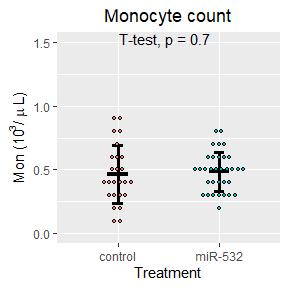 Monocyte count
T-test, p = 0.7
Mon (10³/ μ L)
1.5
1.0
0.5
0.0
control miR-532
Treatment